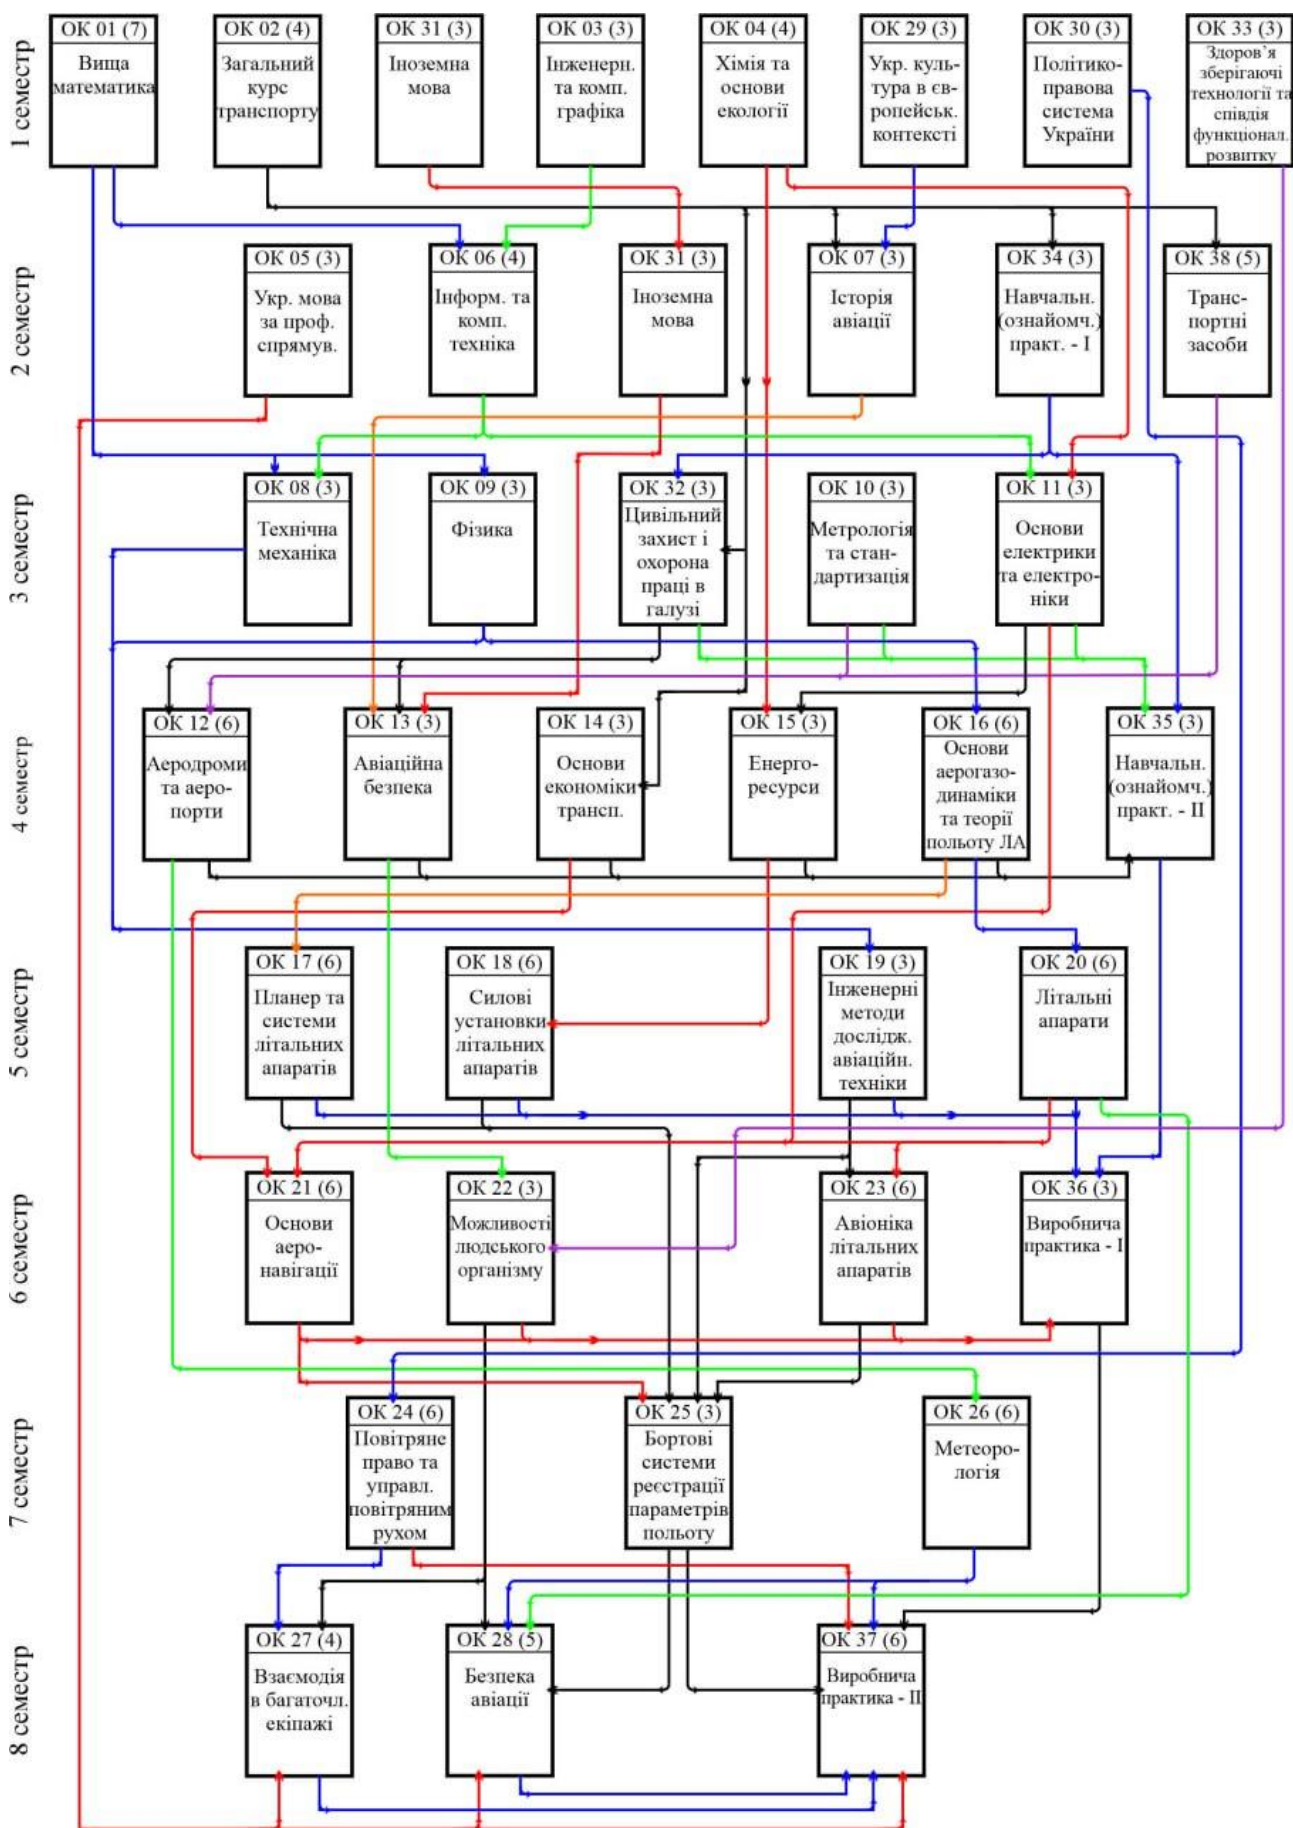 1 семестр
ОК 01 (7)
Вища
математика
ОК 02 (4)
Загальний
курс
транспорту
ОК 31 (3)
Іноземна
мова
ОК 03 (3)
Інженерн.
та комп.
графіка
ОК 04 (4)
Хімія та
основи
екології
ОК 29 (3)
Укр. куль-
тура в єв-
ропейськ.
контексті
ОК 30 (3)
Політико-
правова
система
України
ОК 33 (3)
Здоров’я
зберігаючі
технології та
співдія
функціонал.
розвитку
2 семестр
ОК 05 (3)
Укр. мова
за проф.
спрямув.
ОК 06 (4)
Інформ. та
комп.
техніка
ОК 31 (3)
Іноземна
мова
ОК 07 (3)
Історія
авіації
ОК 34 (3)
Навчальн.
(ознайомч.)
практ. - І
ОК 38 (5)
Транс-
портні
засоби
3 семестр
ОК 08 (3)
Технічна
механіка
ОК 09 (3)
Фізика
ОК 32 (3)
Цивільний
захист і
охорона
праці в
галузі
ОК 10 (3)
Метрологія
та стан-
дартизація
ОК 11 (3)
Основи
електрики
та електро-
ніки
4 семестр
ОК 12 (6)
Аеродроми
та аеро-
порти
ОК 13 (3)
Авіаційна
безпека
ОК 14 (3)
Основи
економіки
трансп.
ОК 15 (3)
Енерго-
ресурси
ОК 16 (6)
Основи
аерогазо-
динаміки
та теорії
польоту ЛА
ОК 35 (3)
Навчальн.
(ознайомч.)
практ. - ІІ
5 семестр
ОК 17 (6)
Планер та
системи
літальних
апаратів
ОК 18 (6)
Силові
установки
літальних
апаратів
ОК 19 (3)
Інженерні
методи
дослідж.
авіаційн.
техніки
ОК 20 (6)
Літальні
апарати
6 семестр
ОК 21 (6)
Основи
аеро-
навігації
ОК 22 (3)
Можливості
людського
організму
ОК 23 (6)
Авіоніка
літальних
апаратів
ОК 36 (3)
Виробнича
практика - І
7 семестр
ОК 24 (6)
Повітряне
право та
управл.
повітряним
рухом
ОК 25 (3)
Бортові
системи
реєстрації
параметрів
польоту
ОК 26 (6)
Метеоро-
логія
8 семестр
ОК 27 (4)
Взаємодія
в багаточл.
екіпажі
ОК 28 (5)
Безпека
авіації
ОК 37 (6)
Виробнича
практика - ІІ